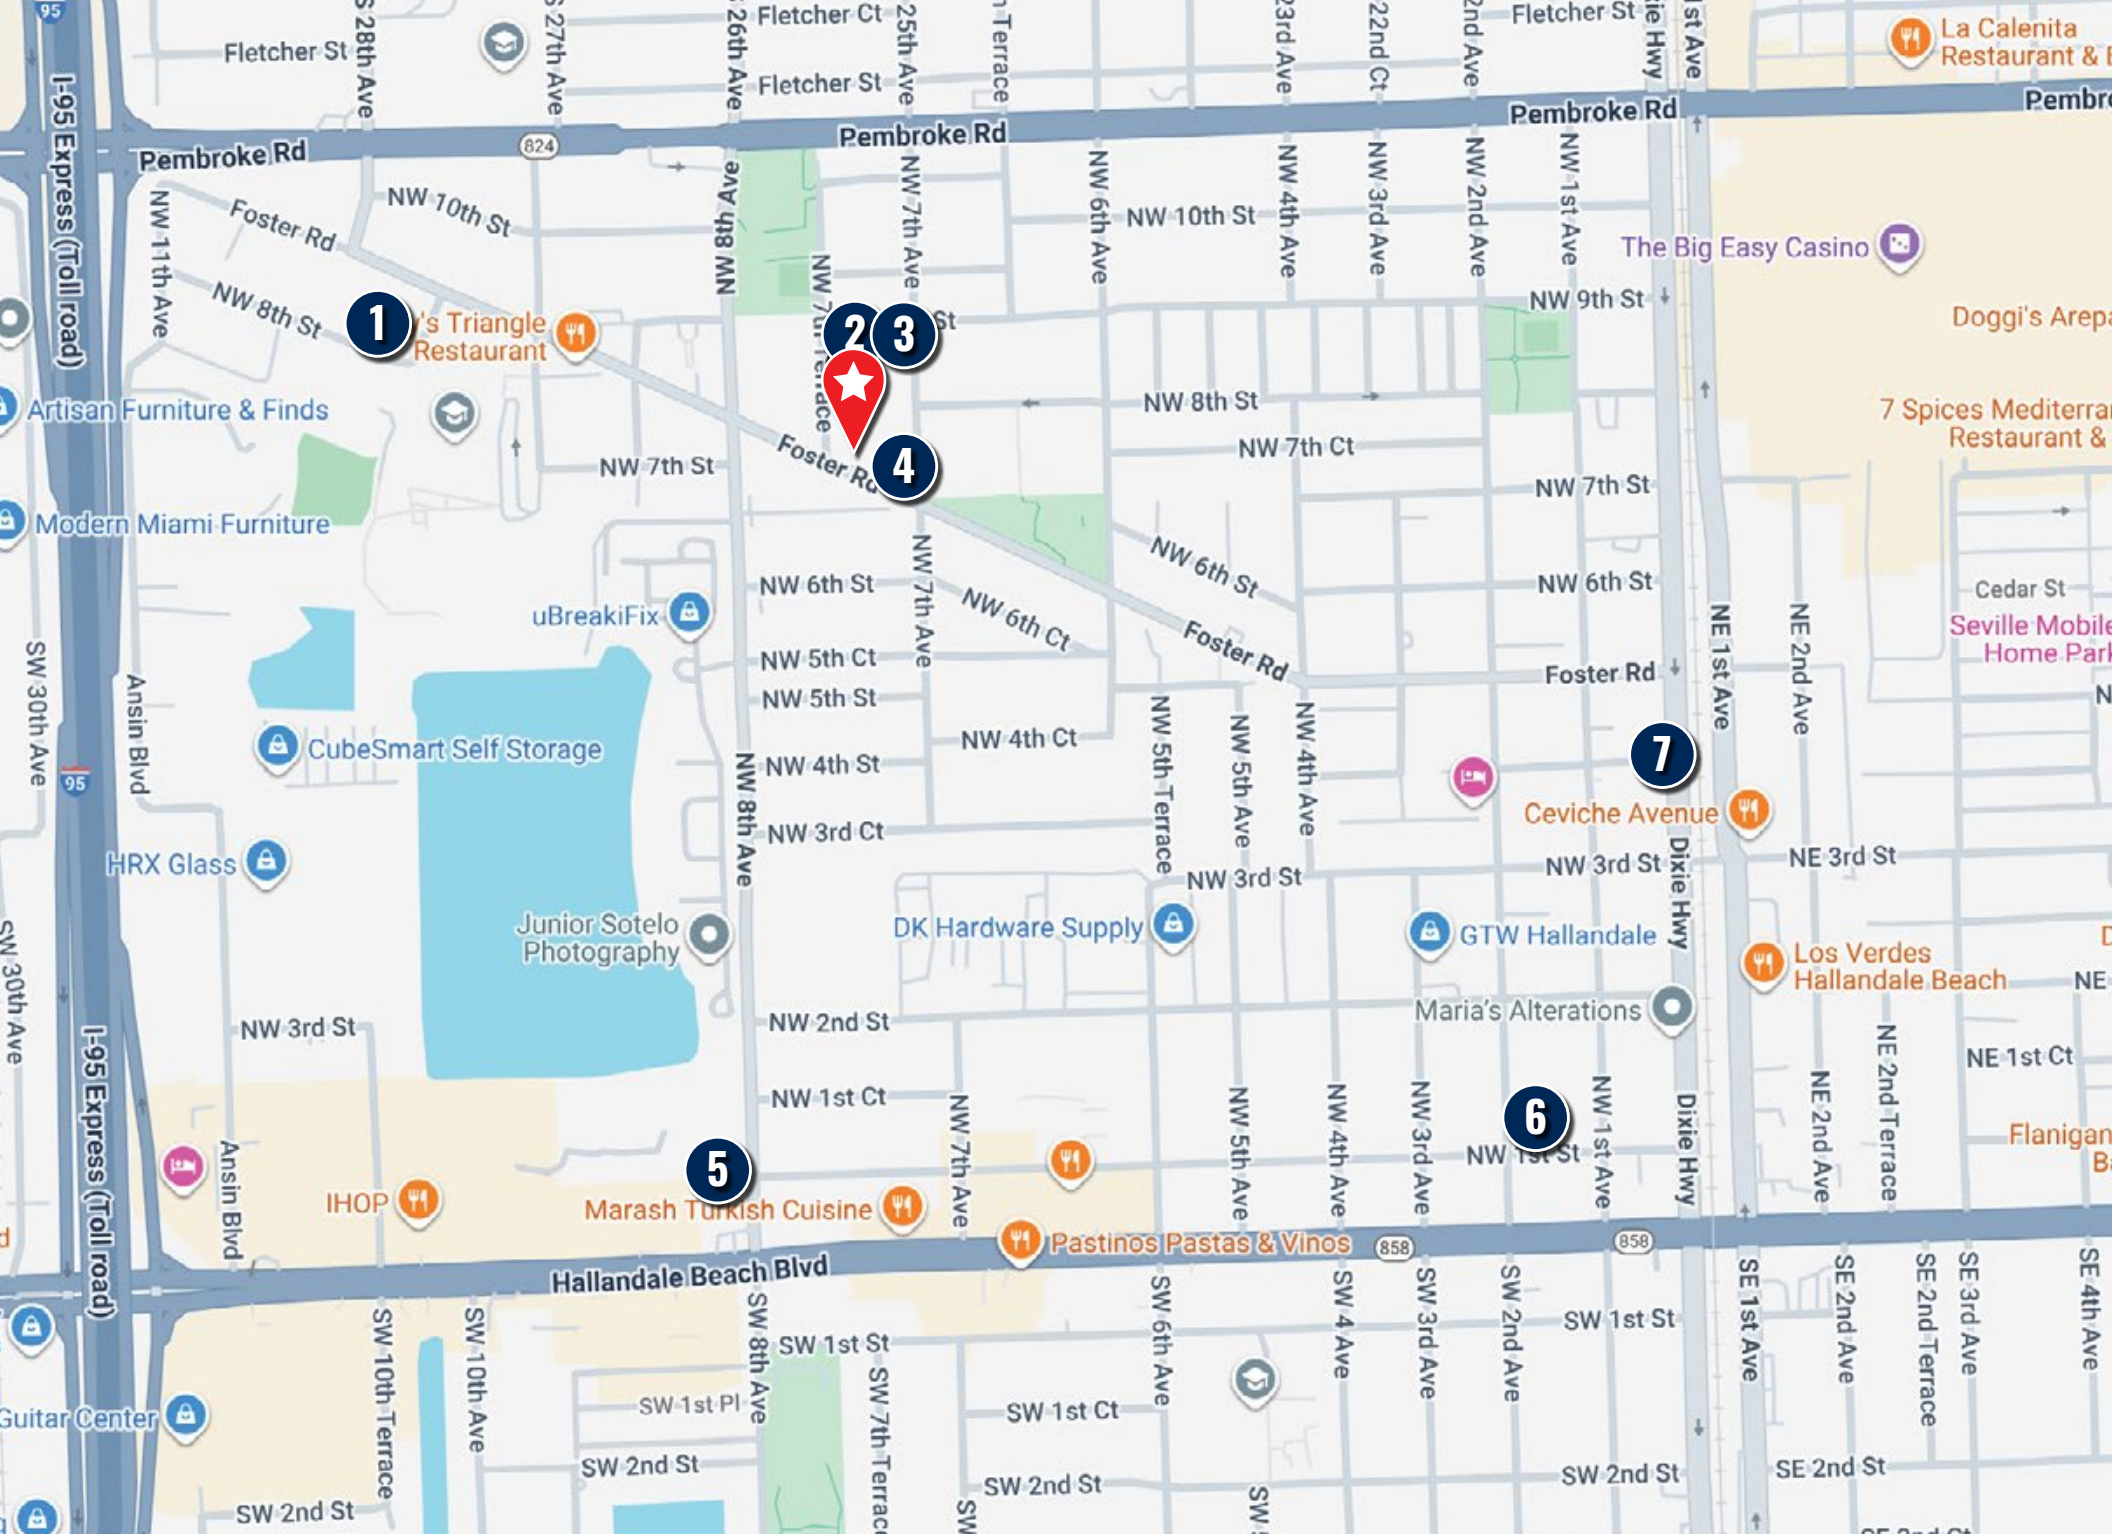 95
S 28th Ave
S 27th Ave
26th Ave
Fletcher Ct
25th Ave
Terrace
23rd Ave
22nd Ct
2nd Ave
Fletcher St
ie Hwy
1st Ave
La Calenita
Restaurant &
Fletcher St
Fletcher St
I-95 Express (Toll road)
Pembroke Rd
824
Pembroke Rd
Pembroke Rd
Pembr
NW 11th Ave
Foster Rd
NW 10th St
NW 8th Ave
NW 7th Ave
NW 6th Ave
NW 10th St
NW 4th Ave
NW 3rd Ave
NW 2nd Ave
NW 1st Ave
The Big Easy Casino
NW 8th St
1
's Triangle
Restaurant
2
3
St
NW 9th St
Doggi's Arepa
Artisan Furniture & Finds
NW 8th St
7 Spices Mediterra
Restaurant &
NW 7th St
Foster Rd
4
NW 7th Ct
NW 7th St
Modern Miami Furniture
NW 6th St
NW 6th St
NW 6th St
Cedar St
uBreakiFix
NW 7th Ave
NW 6th Ct
Foster Rd
Foster Rd
NE 1st Ave
NE 2nd Ave
Seville Mobile
Home Park
SW 30th Ave
Ansin Blvd
NW 5th Ct
NW 5th St
N
CubeSmart Self Storage
95
NW 4th Ct
NW 4th St
NW 8th Ave
NW 5th Terrace
NW 5th Ave
NW 4th Ave
7
Ceviche Avenue
NW 3rd Ct
HRX Glass
NW 3rd St
NW 3rd St
Dixie Hwy
NE 3rd St
SW 30th Ave
Junior Sotelo
Photography
DK Hardware Supply
GTW Hallandale
Los Verdes
Hallandale Beach
NE
Maria's Alterations
NW 3rd St
NW 2nd St
I-95 Express (Toll road)
NE 1st Ct
NW 1st Ct
NW 7th Ave
NW 5th Ave
NW 4th Ave
NW 3rd Ave
6
NW 1st St
NW 1st Ave
Dixie Hwy
NE 2nd Ave
NE 2nd Terrace
Flanigan
B
5
Ansin Blvd
IHOP
Marash Turkish Cuisine
Pastinos Pastas & Vinos
858
858
Hallandale Beach Blvd
SW 10th Terrace
SW 10th Ave
SW 8th Ave
SW 1st St
SW 6th Ave
SW 4 Ave
SW 3rd Ave
SW 2nd Ave
SW 1st St
SE 1st Ave
SE 2nd Ave
SE 2nd Terrace
SE 3rd Ave
SE 4th Ave
Guitar Center
SW 1st Pl
SW 7th Terrace
SW 1st Ct
SW 2nd St
SW 2nd St
SW 2nd St
SW 2nd St
SE 2nd St
SW
SW